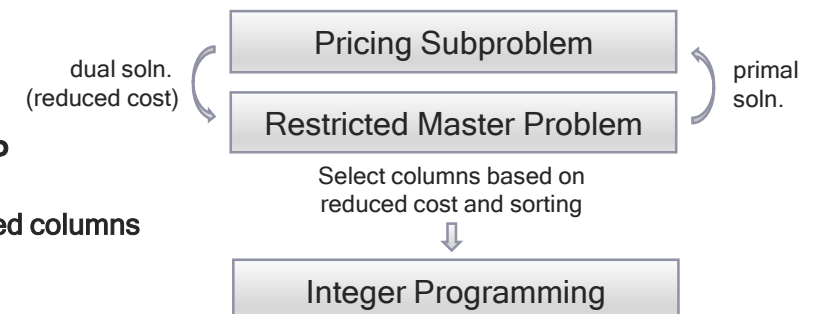 Pricing Subproblem
dual soln.
(reduced cost)
primal
soln.
Restricted Master Problem
Select columns based on
reduced cost and sorting
columns
Integer Programming